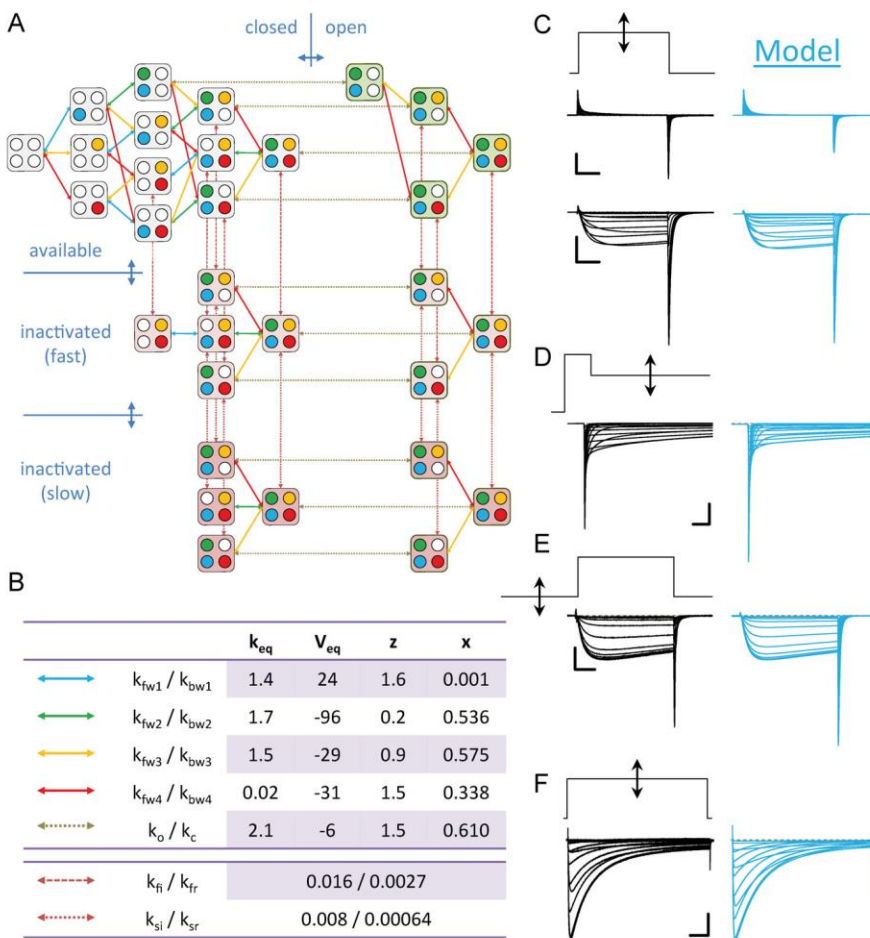 A
closed open
available
inactivated
(fast)
inactivated
(slow)
B
k_eq V_eq z x
k_fw1 / k_bw1 1.4 24 1.6 0.001
k_fw2 / k_bw2 1.7 -96 0.2 0.536
k_fw3 / k_bw3 1.5 -29 0.9 0.575
k_fw4 / k_bw4 0.02 -31 1.5 0.338
k_o / k_c 2.1 -6 1.5 0.610
k_fi / k_fr 0.016 / 0.0027
k_si / k_sr 0.008 / 0.00064
C
Model
D
E
F